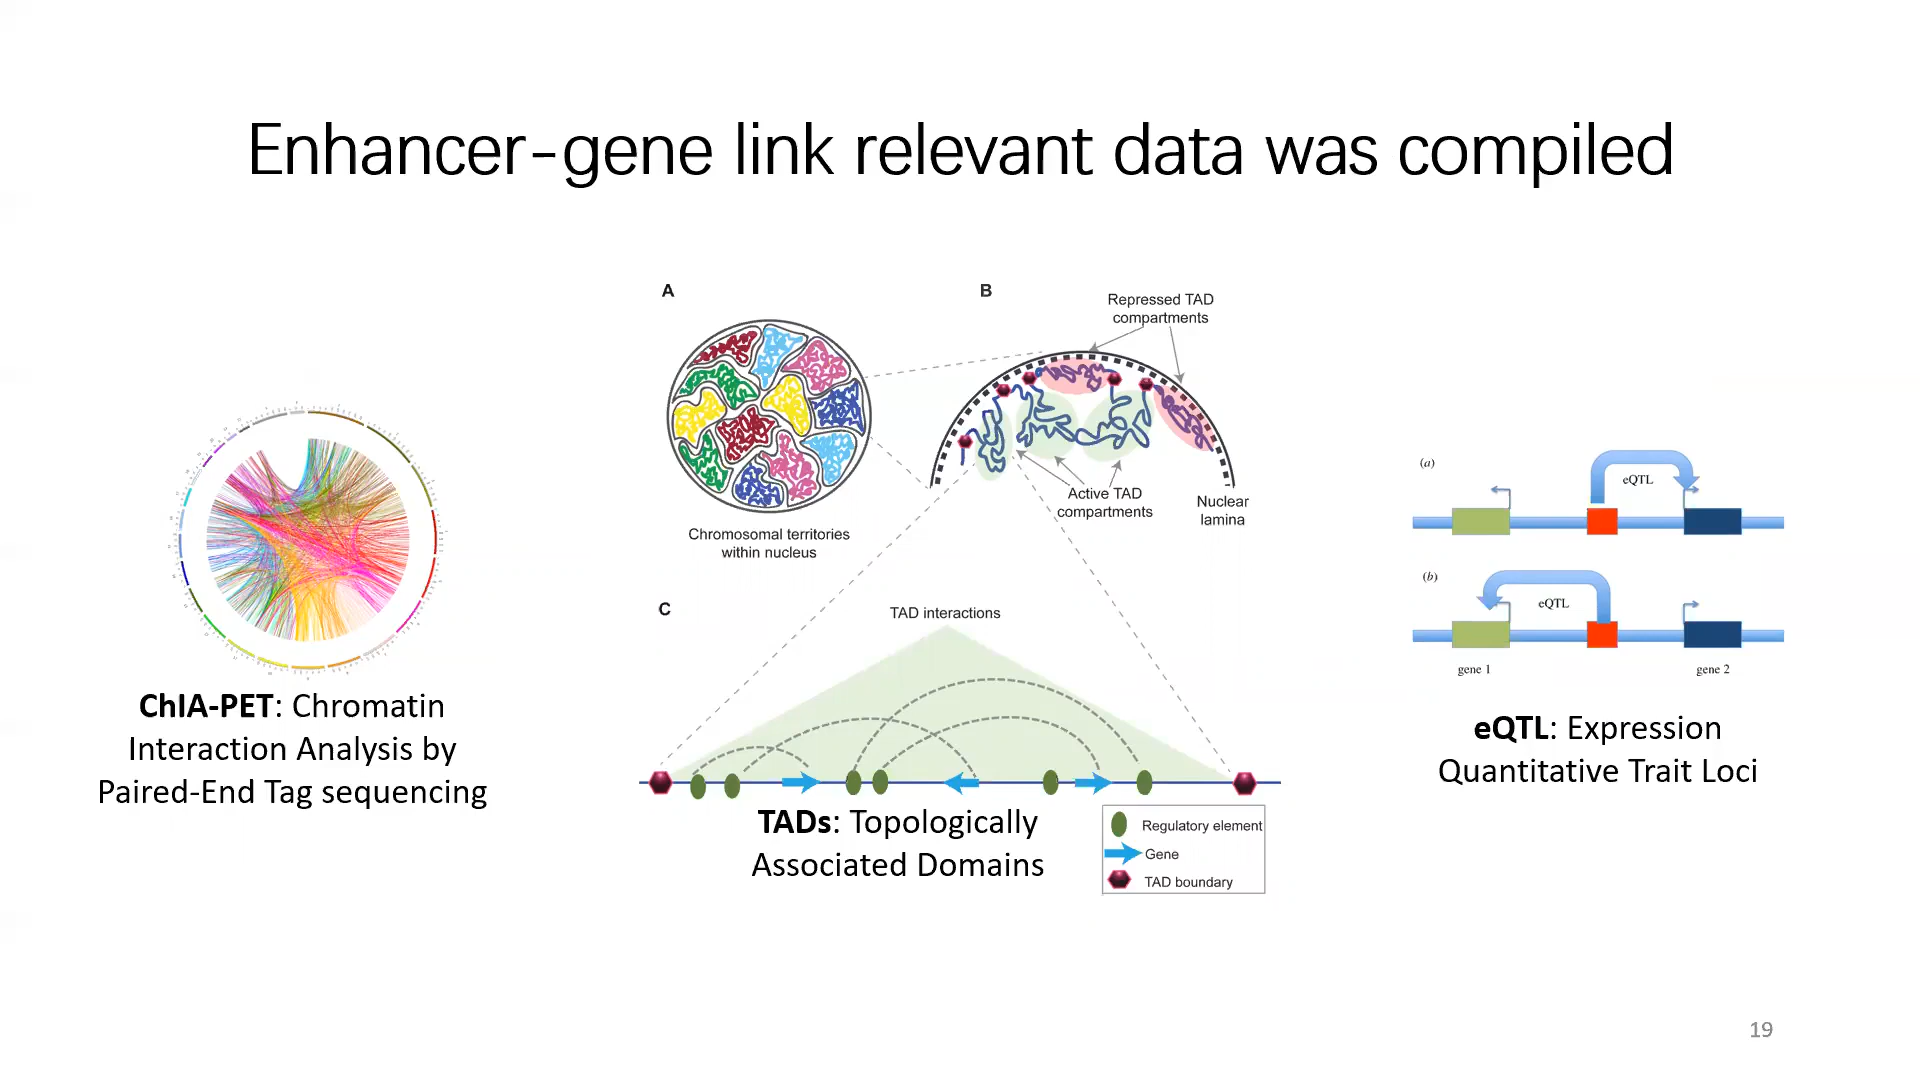 Enhancer-gene link relevant data was compiled
ChIA-PET: Chromatin
Interaction Analysis by
Paired-End Tag sequencing
A
Chromosomal territories
within nucleus
B
Repressed TAD
compartments
Active TAD
compartments
Nuclear
lamina
C
TAD interactions
TADs: Topologically
Associated Domains
Regulatory element
Gene
TAD boundary
(a)
eQTL
(b)
eQTL
gene 1
gene 2
eQTL: Expression
Quantitative Trait Loci
19